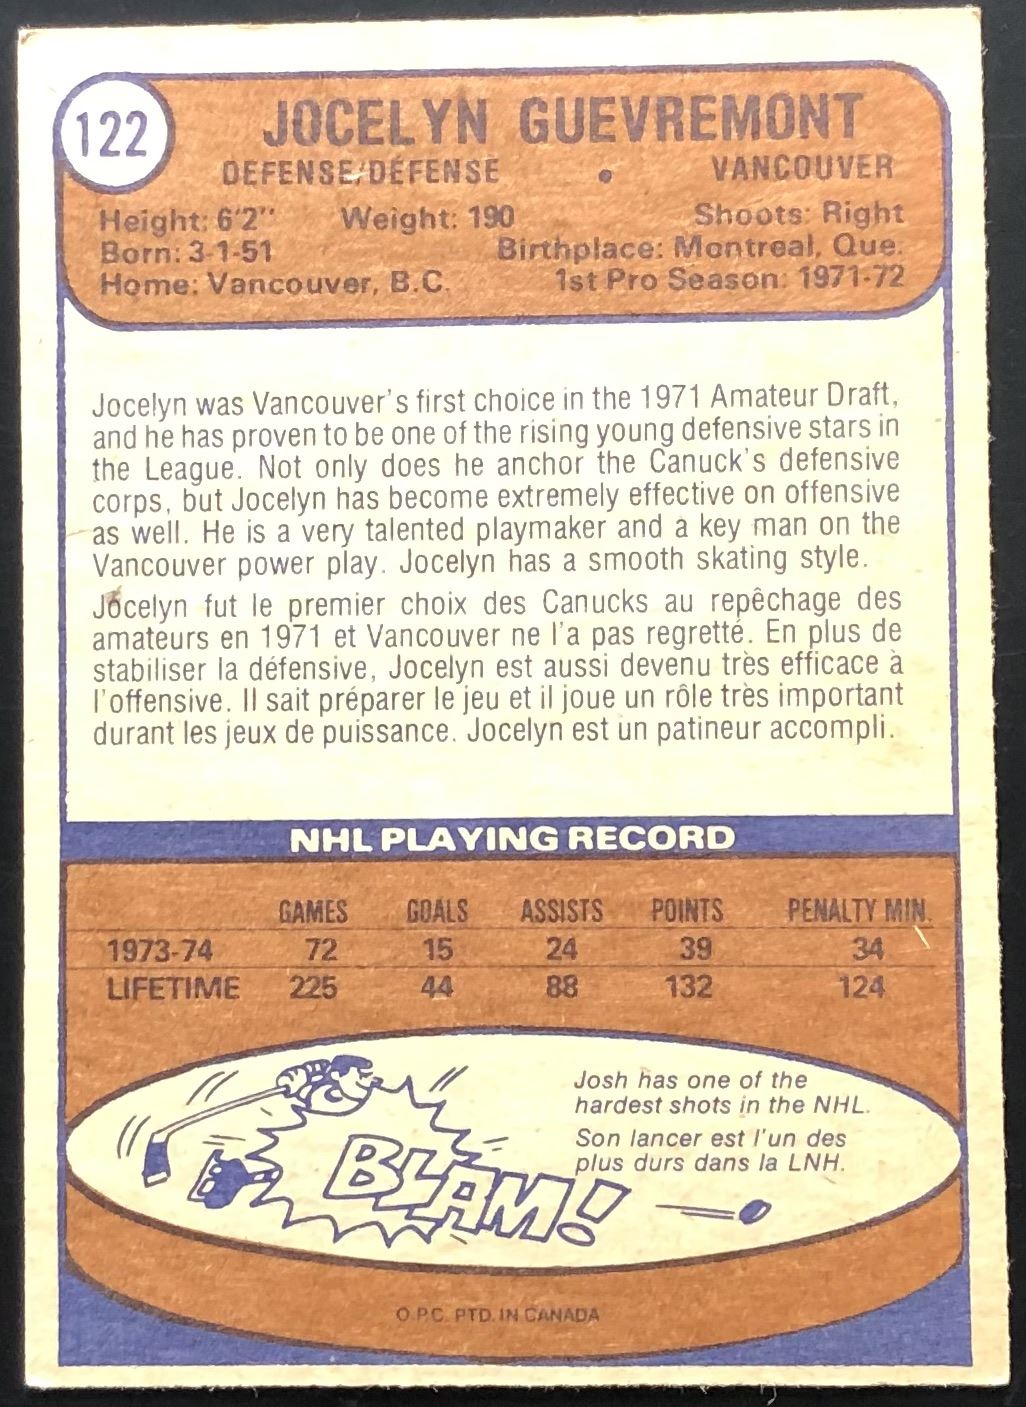 122
JOCELYN GUEVREMONT
DEFENSE/DÉFENSE • VANCOUVER
Height: 6'2" Weight: 190 Shoots: Right
Born: 3-1-51 Birthplace: Montreal, Que.
Home: Vancouver, B.C. 1st Pro Season: 1971-72
Jocelyn was Vancouver's first choice in the 1971 Amateur Draft,
and he has proven to be one of the rising young defensive stars in
the League. Not only does he anchor the Canuck's defensive
corps, but Jocelyn has become extremely effective on offensive
as well. He is a very talented playmaker and a key man on the
Vancouver power play. Jocelyn has a smooth skating style.
Jocelyn fut le premier choix des Canucks au repêchage des
amateurs en 1971 et Vancouver ne l'a pas regretté. En plus de
stabiliser la défensive, Jocelyn est aussi devenu très efficace à
l'offensive. Il sait préparer le jeu et il joue un rôle très important
durant les jeux de puissance. Jocelyn est un patineur accompli.
NHL PLAYING RECORD
GAMES GOALS ASSISTS POINTS PENALTY MIN.
1973-74 72 15 24 39 34
LIFETIME 225 44 88 132 124
Josh has one of the
hardest shots in the NHL.
Son lancer est l'un des
plus durs dans la LNH.
BLAM!
O.P.C. PTD. IN CANADA